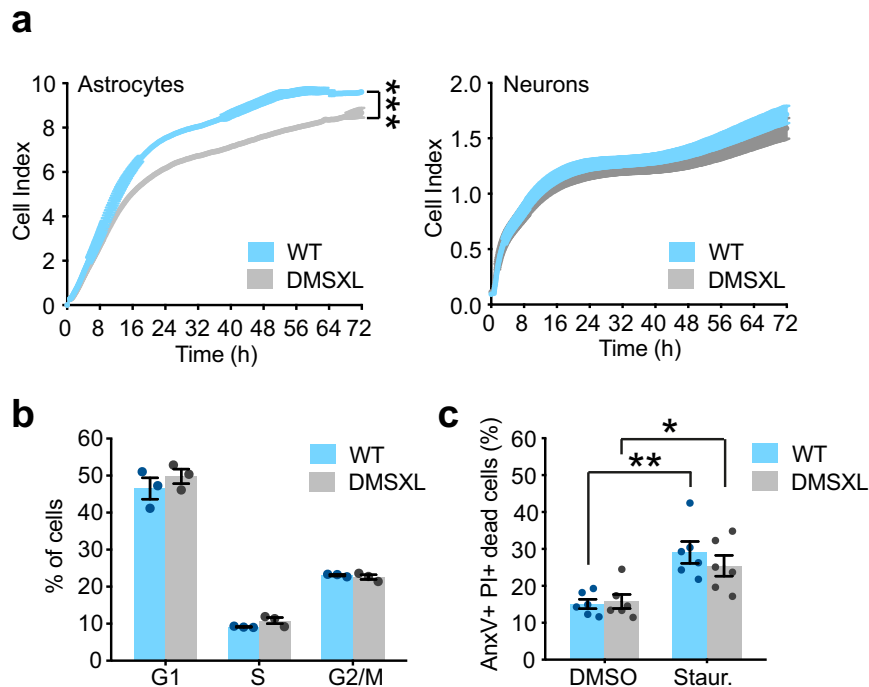 a
Astrocytes
Cell Index
10
8
6
4
2
0
***
WT
DMSXL
0 8 16 24 32 40 48 56 64 72
Time (h)
Neurons
Cell Index
2.0
1.5
1.0
0.5
0.0
WT
DMSXL
0 8 16 24 32 40 48 56 64 72
Time (h)
b
% of cells
60
50
40
30
20
10
0
WT
DMSXL
G1 S G2/M
c
AnxV+ PI+ dead cells (%)
60
50
40
30
20
10
0
*
**
WT
DMSXL
DMSO Staur.